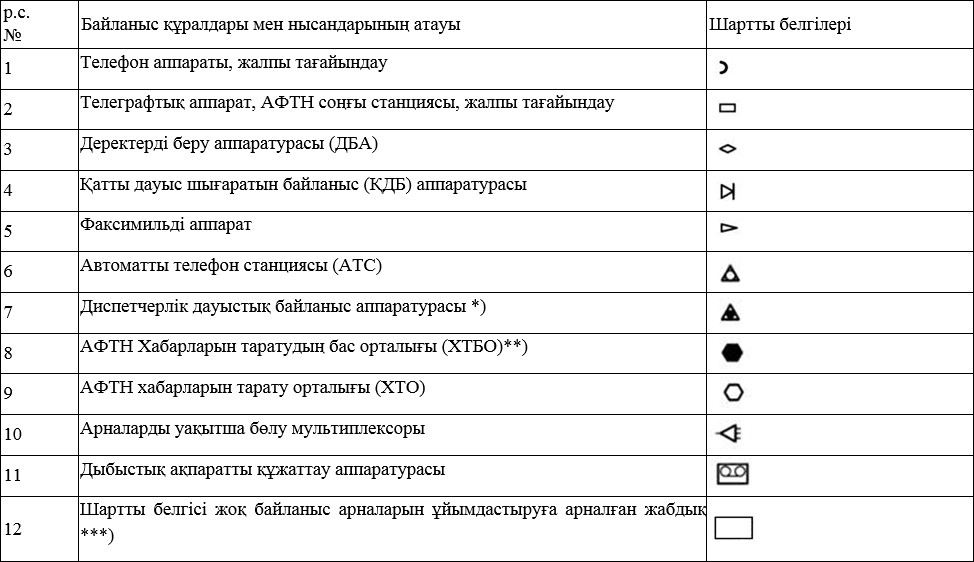 р.с.
№
Байланыс құралдары мен нысандарының атауы
Шартты белгілері
1
Телефон аппараты, жалпы тағайындау
2
Телеграфтық аппарат, АФТН соңғы станциясы, жалпы тағайындау
3
Деректерді беру аппаратурасы (ДБА)
4
Қатты дауыс шығаратын байланыс (ҚДБ) аппаратурасы
5
Факсимильді аппарат
6
Автоматты телефон станциясы (АТС)
7
Диспетчерлік дауыстық байланыс аппаратурасы *)
8
АФТН Хабарларын таратудың бас орталығы (ХТБО)**)
9
АФТН хабарларын тарату орталығы (ХТО)
10
Арналарды уақытша бөлу мультиплексоры
11
Дыбыстық ақпаратты құжаттау аппаратурасы
12
Шартты белгісі жоқ байланыс арналарын ұйымдастыруға арналған жабдық
***)